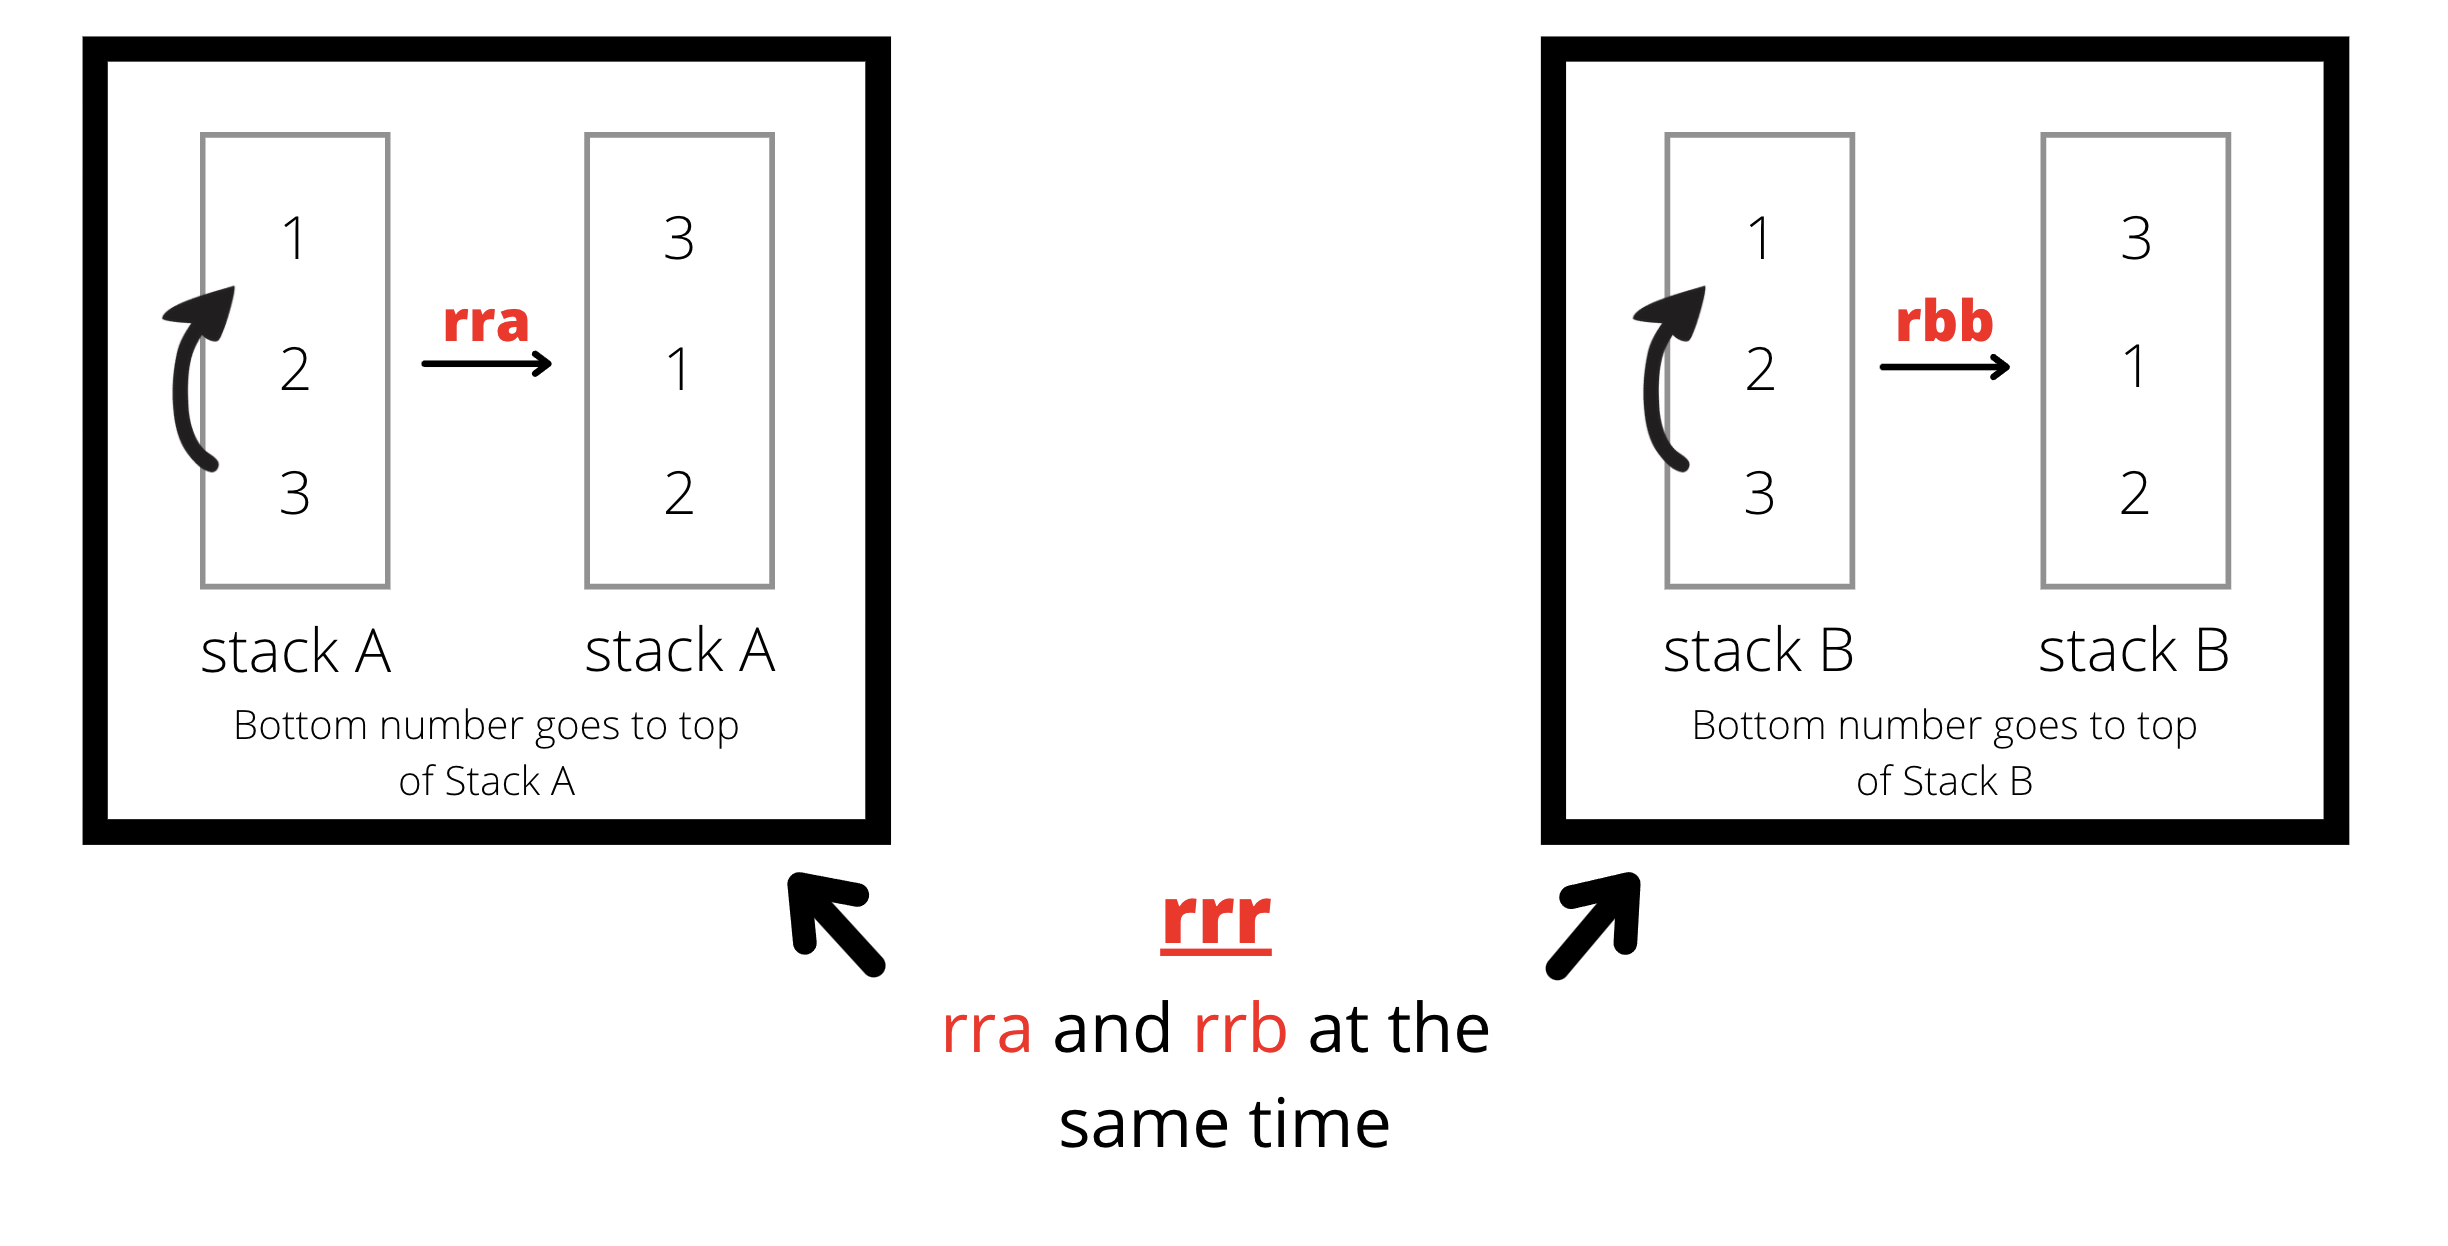 1
2
3
rra
3
1
2
stack A
stack A
Bottom number goes to top
of Stack A
1
2
3
rbb
3
1
2
stack B
stack B
Bottom number goes to top
of Stack B
rrr
rra and rrb at the
same time